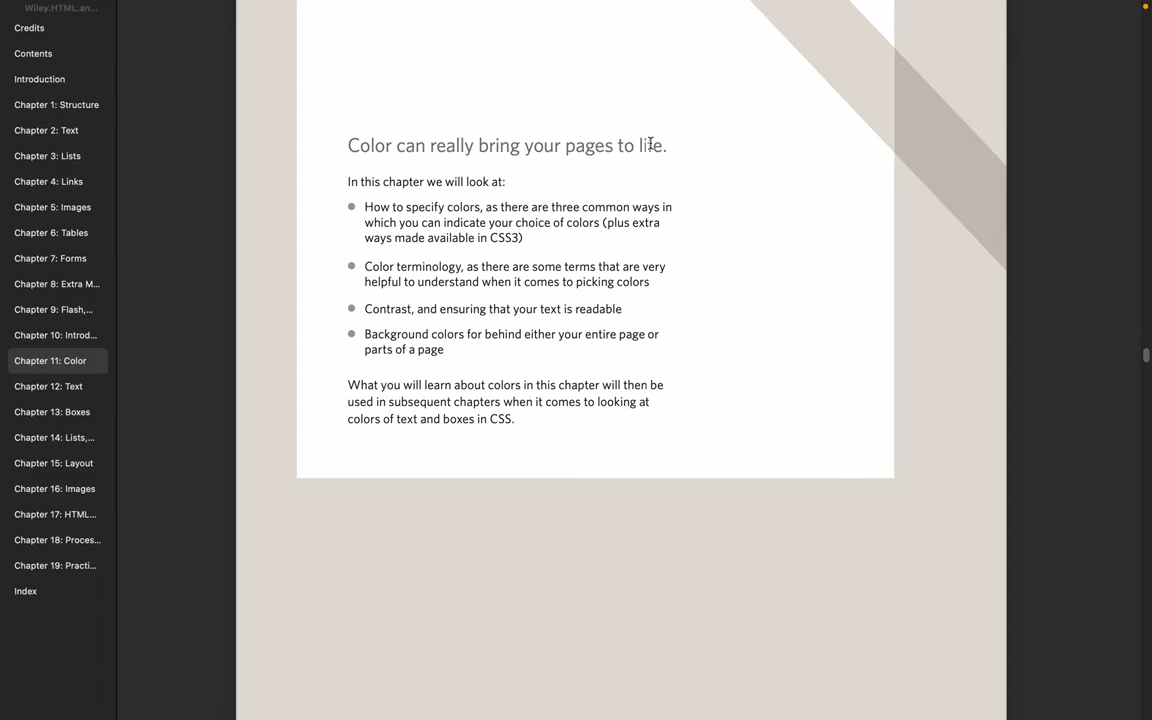 Wiley.HTML.an...
Credits
Contents
Introduction
Chapter 1: Structure
Chapter 2: Text
Chapter 3: Lists
Chapter 4: Links
Chapter 5: Images
Chapter 6: Tables
Chapter 7: Forms
Chapter 8: Extra M...
Chapter 9: Flash,...
Chapter 10: Introd...
Chapter 11: Color
Chapter 12: Text
Chapter 13: Boxes
Chapter 14: Lists,...
Chapter 15: Layout
Chapter 16: Images
Chapter 17: HTML...
Chapter 18: Proces...
Chapter 19: Practi...
Index
Color can really bring your pages to life.
In this chapter we will look at:
How to specify colors, as there are three common ways in
which you can indicate your choice of colors (plus extra
ways made available in CSS3)
Color terminology, as there are some terms that are very
helpful to understand when it comes to picking colors
Contrast, and ensuring that your text is readable
Background colors for behind either your entire page or
parts of a page
What you will learn about colors in this chapter will then be
used in subsequent chapters when it comes to looking at
colors of text and boxes in CSS.